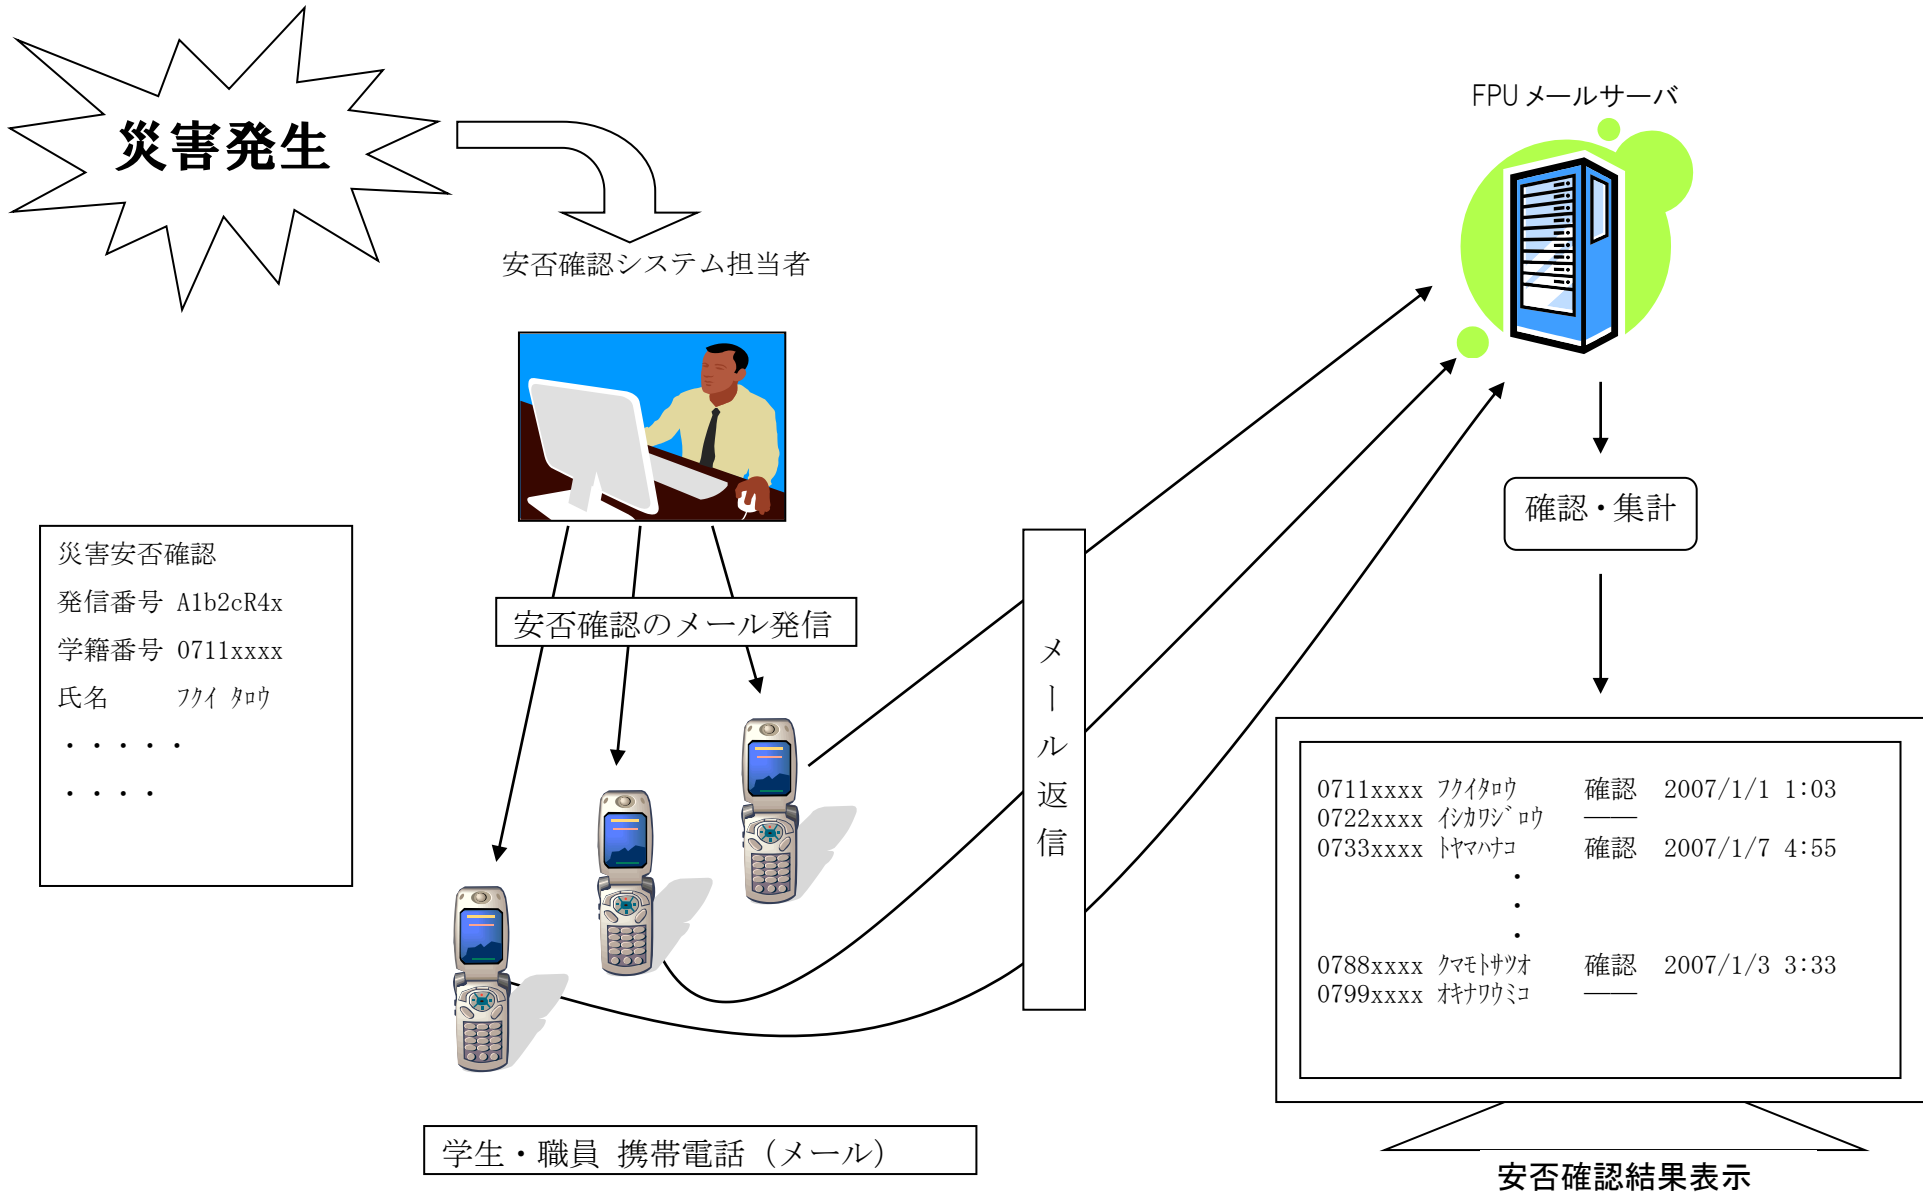 災害発生
FPUメールサーバ
安否確認システム担当者
確認・集計
災害安否確認
発信番号 A1b2cR4x
学籍番号 0711xxxx
氏名 ﾌｸｲ ﾀﾛｳ
・・・・・
・・・・
安否確認のメール発信
メール返信
0711xxxx ﾌｸｲﾀﾛｳ 確認 2007/1/1 1:03
0722xxxx ｲｼｶﾜｼﾞﾛｳ ――
0733xxxx ﾄﾔﾏﾊﾅｺ 確認 2007/1/7 4:55
・
・
・
0788xxxx ｸﾏﾓﾄｻﾂｵ 確認 2007/1/3 3:33
0799xxxx ｵｷﾅﾜｳﾐｺ ――
学生・職員 携帯電話（メール）
安否確認結果表示